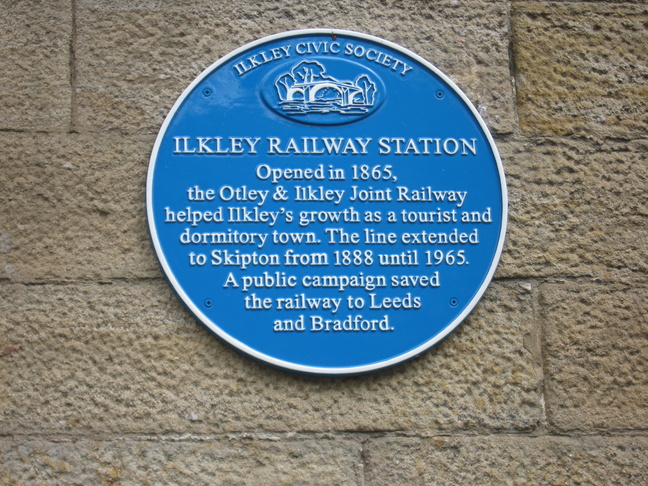 ILKLEY CIVIC SOCIETY
ILKLEY RAILWAY STATION
Opened in 1865,
the Otley & Ilkley Joint Railway
helped Ilkley's growth as a tourist and
dormitory town. The line extended
to Skipton from 1888 until 1965.
A public campaign saved
the railway to Leeds
and Bradford.